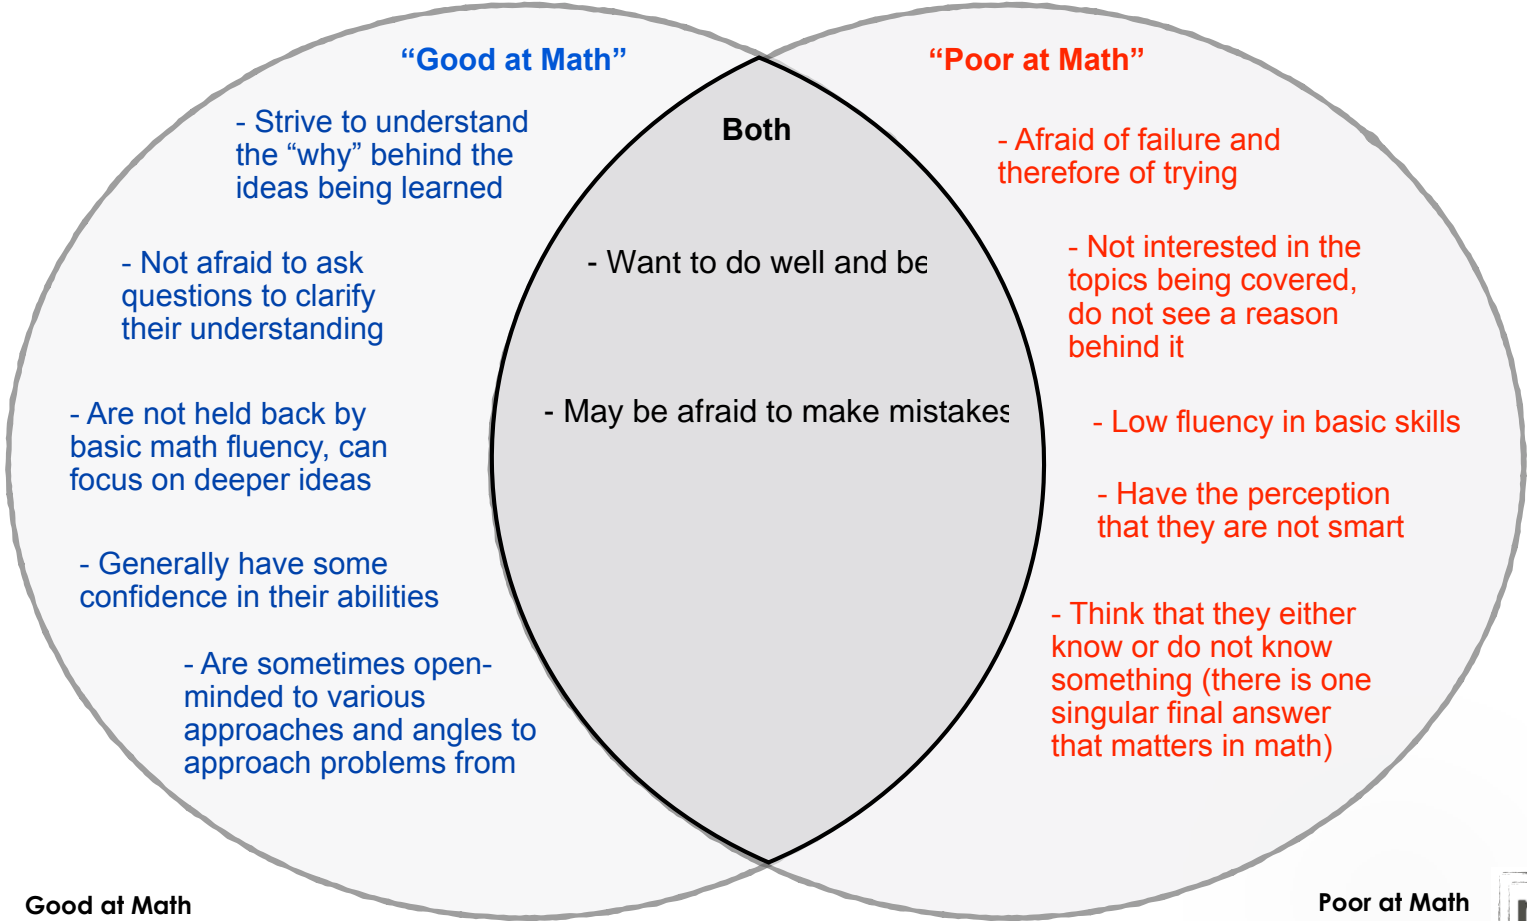 “Good at Math”
- Strive to understand
the “why” behind the
ideas being learned
- Not afraid to ask
questions to clarify
their understanding
- Are not held back by
basic math fluency, can
focus on deeper ideas
- Generally have some
confidence in their abilities
- Are sometimes open-
minded to various
approaches and angles to
approach problems from
Both
- Want to do well and be
- May be afraid to make mistakes
“Poor at Math”
- Afraid of failure and
therefore of trying
- Not interested in the
topics being covered,
do not see a reason
behind it
- Low fluency in basic skills
- Have the perception
that they are not smart
- Think that they either
know or do not know
something (there is one
singular final answer
that matters in math)
Good at Math
Poor at Math